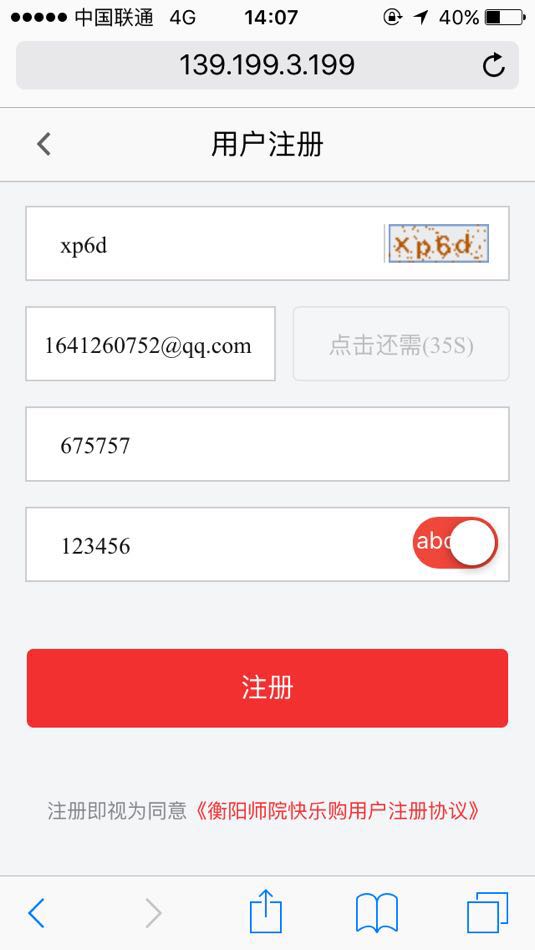 中国联通 4G 14:07 40%
139.199.3.199
用户注册
xp6d xp6d
1641260752@qq.com 点击还需(35S)
675757
123456 abc
注册
注册即视为同意《衡阳师院快乐购用户注册协议》